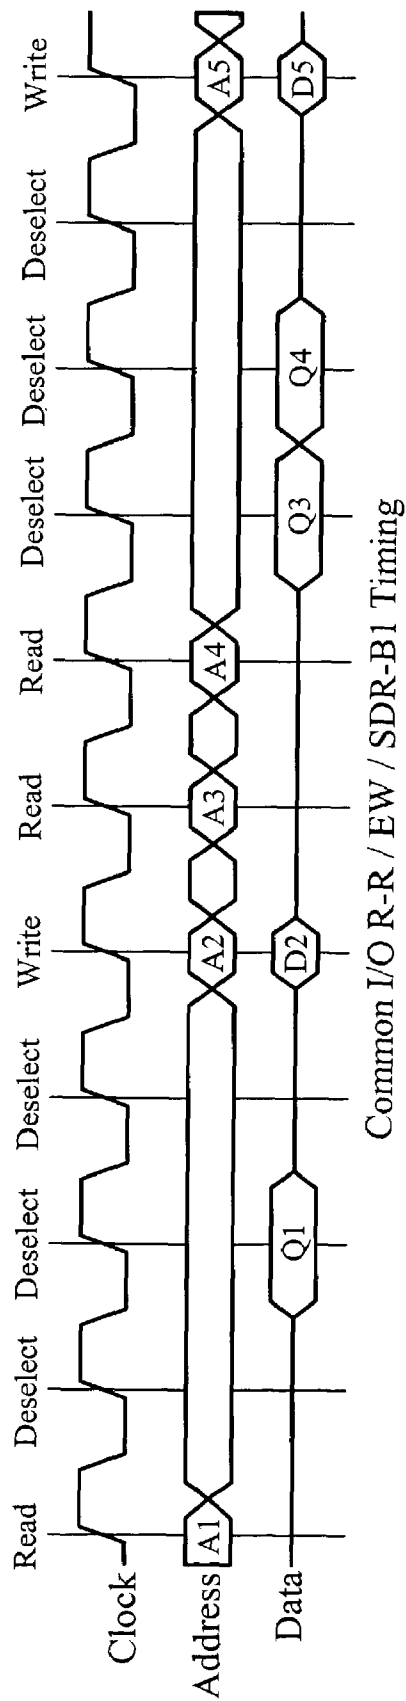 Read Deselect Deselect Deselect Write Read Read Deselect Deselect Deselect Write
Clock
Address A1 A2 A3 A4 A5
Data Q1 D2 Q3 Q4 D5
Common I/O R-R / EW / SDR-B1 Timing